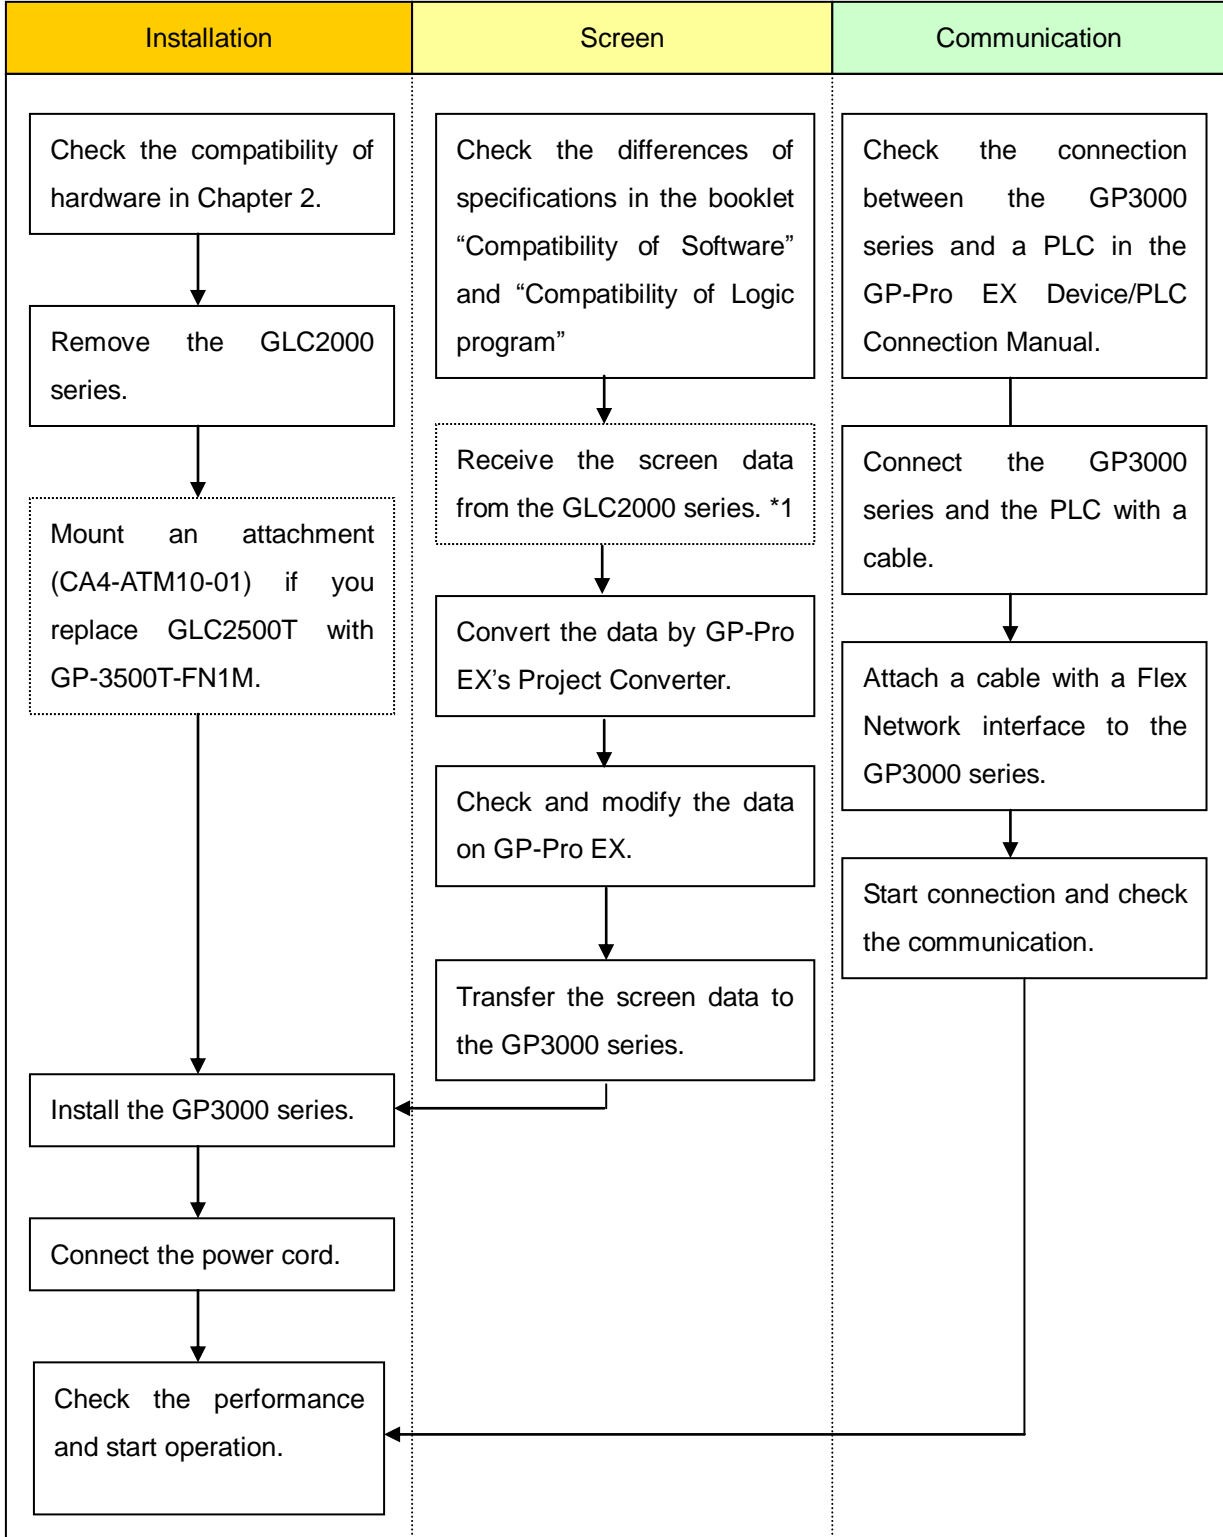 Installation
Screen
Communication
Check the compatibility of
hardware in Chapter 2.
Remove the GLC2000
series.
Mount an attachment
(CA4-ATM10-01) if you
replace GLC2500T with
GP-3500T-FN1M.
Install the GP3000 series.
Connect the power cord.
Check the performance
and start operation.
Check the differences of
specifications in the booklet
“Compatibility of Software”
and “Compatibility of Logic
program”
Receive the screen data
from the GLC2000 series. *1
Convert the data by GP-Pro
EX’s Project Converter.
Check and modify the data
on GP-Pro EX.
Transfer the screen data to
the GP3000 series.
Check the connection
between the GP3000
series and a PLC in the
GP-Pro EX Device/PLC
Connection Manual.
Connect the GP3000
series and the PLC with a
cable.
Attach a cable with a Flex
Network interface to the
GP3000 series.
Start connection and check
the communication.